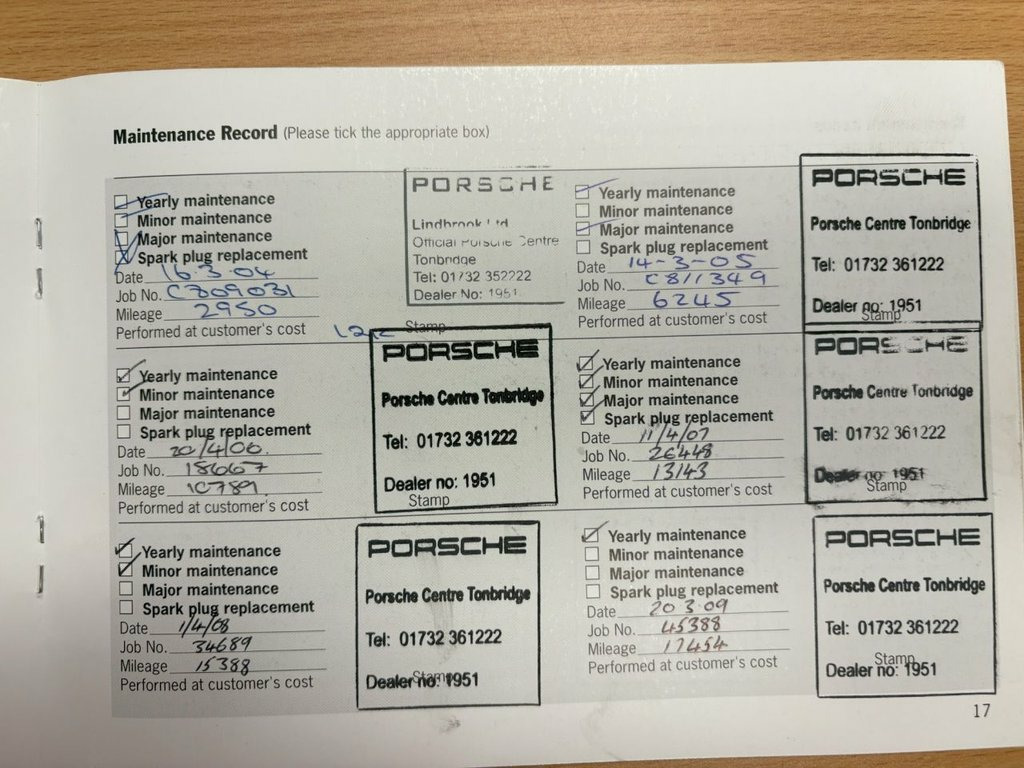 Maintenance Record (Please tick the appropriate box)
Yearly maintenance
Minor maintenance
Major maintenance
Spark plug replacement
Date 16.3.04
Job No. C309031
Mileage 2950
Performed at customer's cost
PORSCHE
Lindbrook Ltd
Official Porsche Centre
Tonbridge
Tel: 01732 352222
Dealer No: 1951
Stamp
Yearly maintenance
Minor maintenance
Major maintenance
Spark plug replacement
Date 14-3-05
Job No. C811349
Mileage 6245
Performed at customer's cost
PORSCHE
Porsche Centre Tonbridge
Tel: 01732 361222
Dealer no: 1951
Stamp
Yearly maintenance
Minor maintenance
Major maintenance
Spark plug replacement
Date 20/4/06.
Job No. 18667
Mileage 10789
Performed at customer's cost
PORSCHE
Porsche Centre Tonbridge
Tel: 01732 361222
Dealer no: 1951
Stamp
Yearly maintenance
Minor maintenance
Major maintenance
Spark plug replacement
Date 11/4/07
Job No. 26448
Mileage 13143
Performed at customer's cost
PORSCHE
Porsche Centre Tonbridge
Tel: 01732 361222
Dealer no: 1951
Stamp
Yearly maintenance
Minor maintenance
Major maintenance
Spark plug replacement
Date 1/4/08
Job No. 34689
Mileage 15388
Performed at customer's cost
PORSCHE
Porsche Centre Tonbridge
Tel: 01732 361222
Dealer no: 1951
Stamp
Yearly maintenance
Minor maintenance
Major maintenance
Spark plug replacement
Date 20 3 09
Job No. 45388
Mileage 17454
Performed at customer's cost
PORSCHE
Porsche Centre Tonbridge
Tel: 01732 361222
Stamp
Dealer no: 1951
17